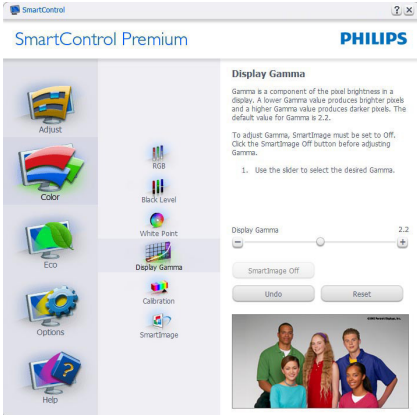 SmartControl
SmartControl Premium
PHILIPS
Adjust
Color
Eco
Options
Help
RGB
Black Level
White Point
Display Gamma
Calibration
SmartImage
Display Gamma
Gamma is a component of the pixel brightness in a
display. A lower Gamma value produces brighter pixels
and a higher Gamma value produces darker pixels. The
default value for Gamma is 2.2.
To adjust Gamma, SmartImage must be set to Off.
Click the SmartImage Off button before adjusting
Gamma.
1. Use the slider to select the desired Gamma.
Display Gamma 2.2
SmartImage Off
Undo Reset